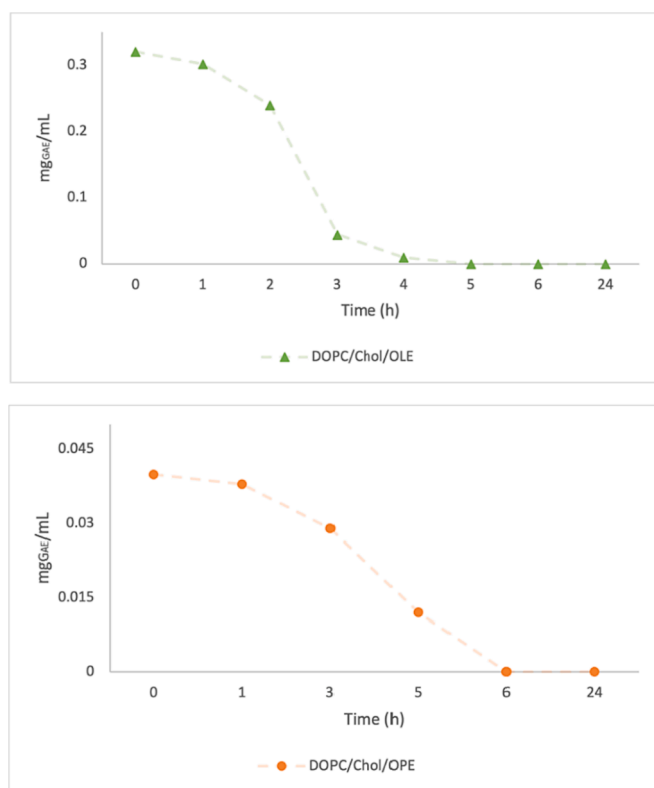 0.3
0.2
0.1
0
mgGAE/mL
0 1 2 3 4 5 6 24
Time (h)
DOPC/Chol/OLE
0.045
0.03
0.015
0
mgGAE/mL
0 1 3 5 6 24
Time (h)
DOPC/Chol/OPE